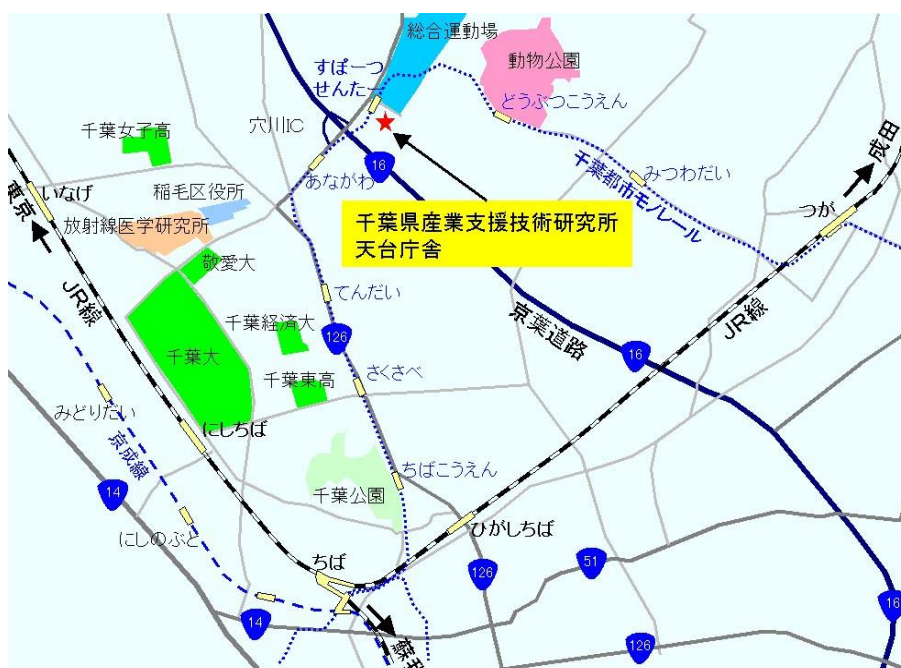 総合運動場
すぽーつ
せんたー
動物公園
どうぶつこうえん
千葉女子高
穴川IC
16
成田
いなげ
稲毛区役所
あながわ
みつわだい
千葉都市モノレール
つが
東京
放射線医学研究所
千葉県産業支援技術研究所
天台庁舎
敬愛大
JR線
てんだい
千葉経済大
126
京葉道路
JR線
16
千葉大
さくさべ
千葉東高
みどりだい
にしちば
京成線
ちばこうえん
14
千葉公園
にしのぶと
ひがしちば
ちば
51
126
14
16
126